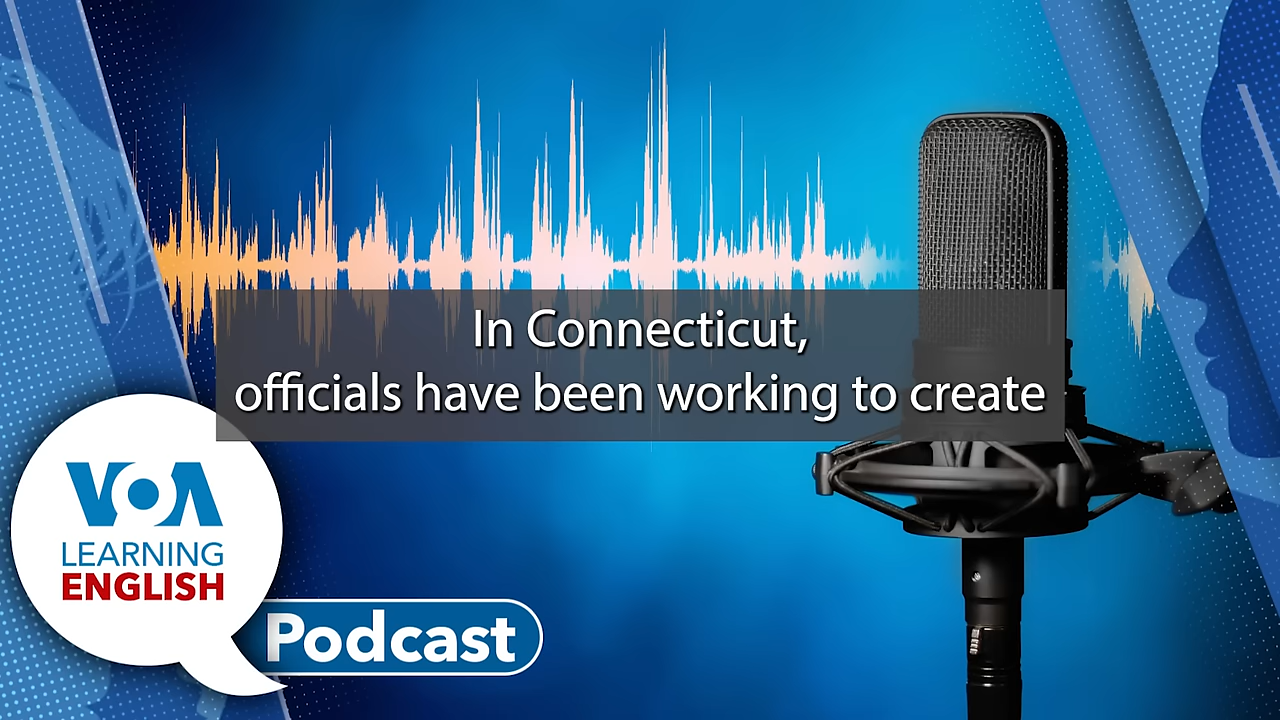 In Connecticut,
officials have been working to create
VOA
LEARNING
ENGLISH
Podcast